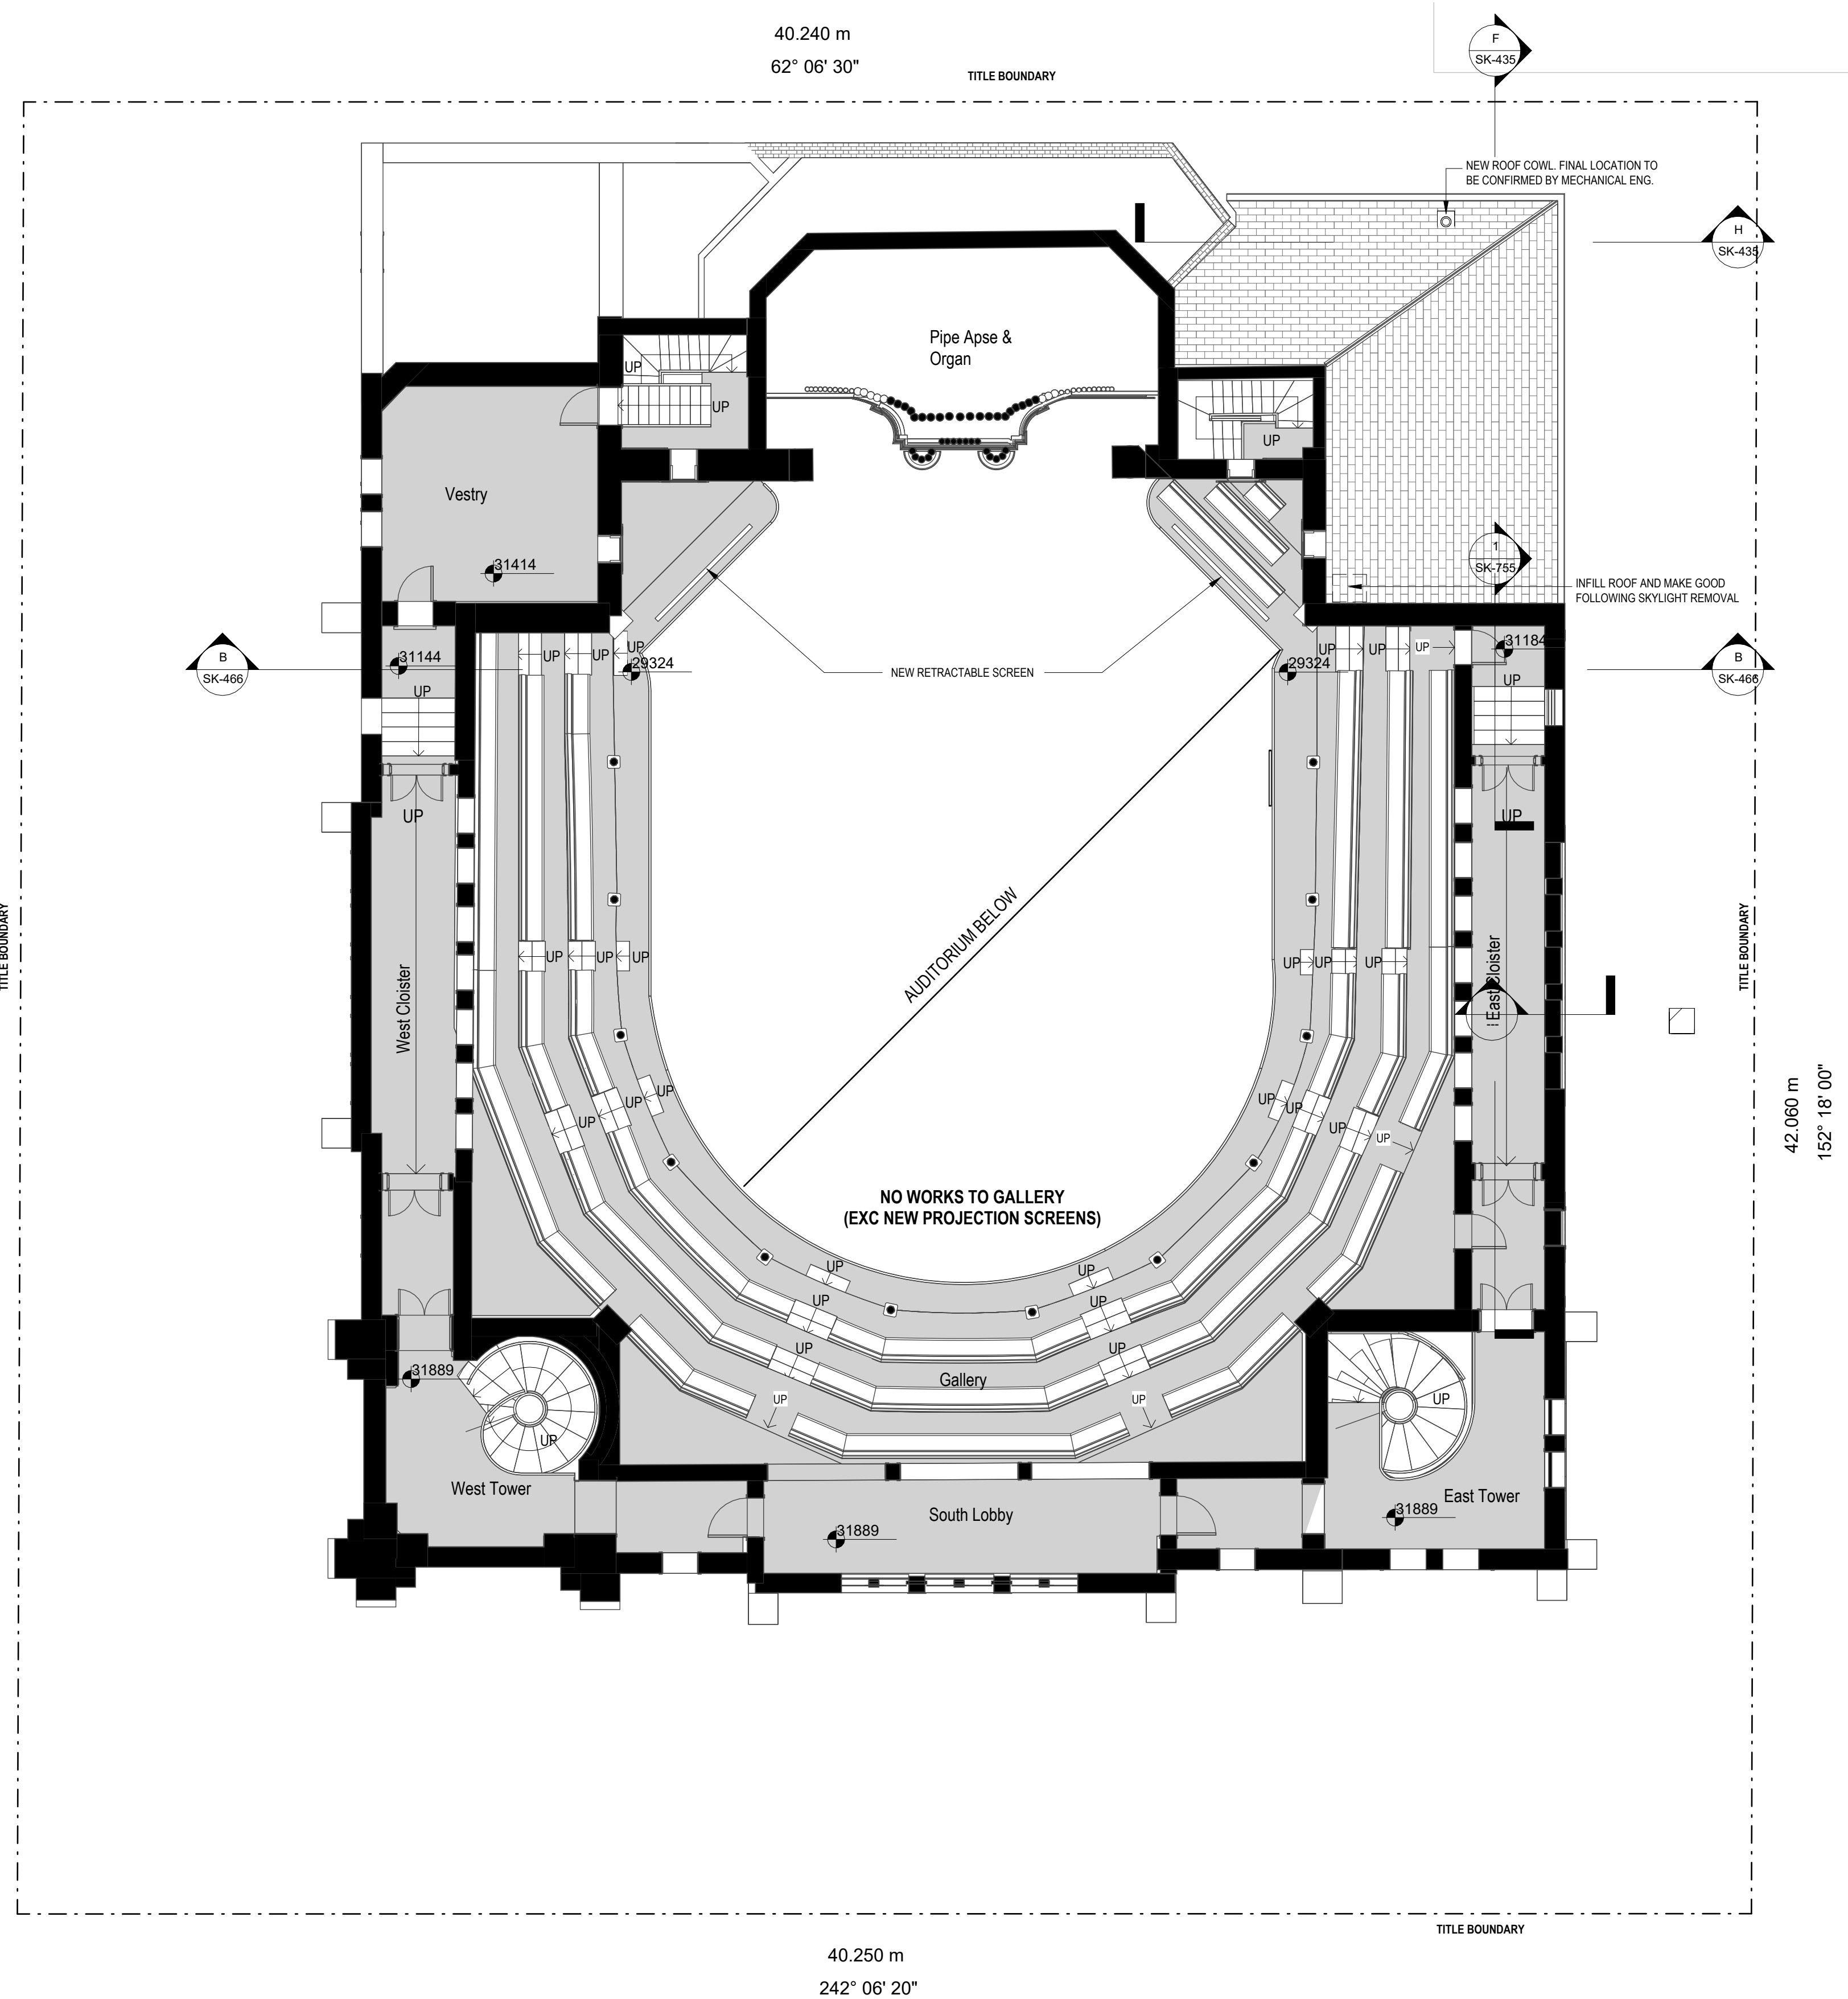 40.240 m
62° 06' 30"
TITLE BOUNDARY
F
SK-435
NEW ROOF COWL. FINAL LOCATION TO
BE CONFIRMED BY MECHANICAL ENG.
H
SK-435
Pipe Apse &
Organ
UP
UP
UP
Vestry
31414
1
SK-755
INFILL ROOF AND MAKE GOOD
FOLLOWING SKYLIGHT REMOVAL
B
SK-466
31144
UP
UP
UP
UP
29324
NEW RETRACTABLE SCREEN
29324
UP
UP
UP
31184
UP
B
SK-466
UP
UP
TITLE BOUNDARY
West Cloister
UP
UP
UP
AUDITORIUM BELOW
UP
UP
UP
East Cloister
TITLE BOUNDARY
UP
UP
UP
UP
UP
UP
UP
42.060 m
152° 18' 00"
NO WORKS TO GALLERY
(EXC NEW PROJECTION SCREENS)
UP
UP
UP
UP
UP
UP
31889
Gallery
UP
UP
UP
UP
West Tower
South Lobby
31889
East Tower
31889
TITLE BOUNDARY
40.250 m
242° 06' 20"